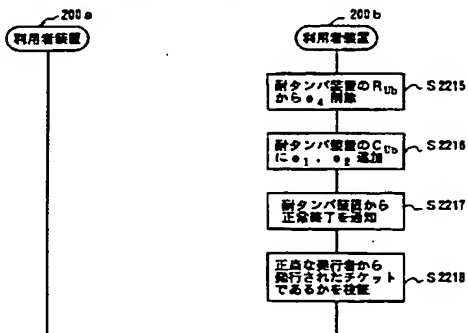 200a
利用者装置
200b
利用者装置
耐タンパ装置のR_Ub
から e4 削除
S2215
耐タンパ装置のC_Ub
に e1, e2 追加
S2216
耐タンパ装置から
正常終了を通知
S2217
正当な発行者から
発行されたチケット
であるかを検証
S2218